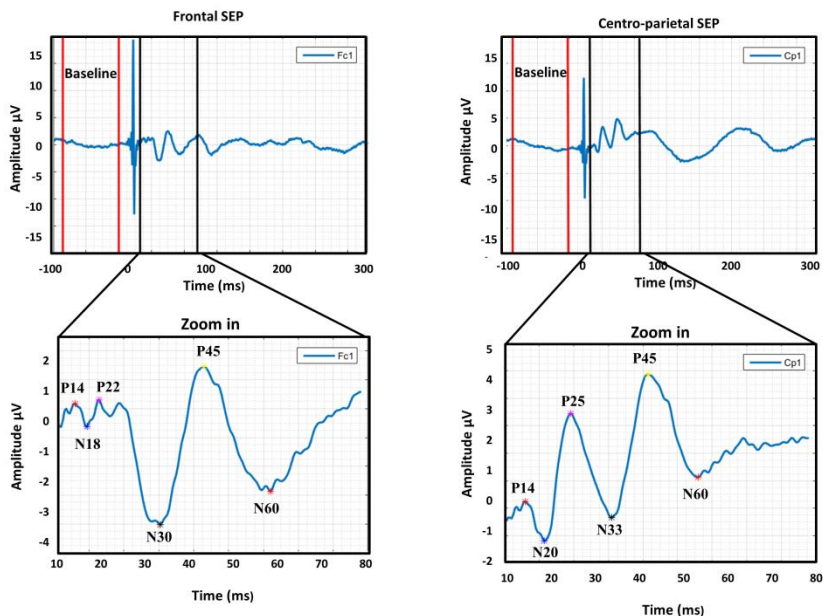 Frontal SEP
Fc1
Baseline
15
10
5
0
-5
-10
-15
Amplitude µV
-100 0 100 200 300
Time (ms)
Centro-parietal SEP
Cp1
Baseline
15
10
5
0
-5
-10
-15
-
Amplitude µV
-100 0 100 200 300
Time (ms)
Zoom in
Fc1
P45
P14 P22
N18
N30
N60
2
1
0
-1
-2
-3
-4
Amplitude µV
10 20 30 40 50 60 70 80
Time (ms)
Zoom in
Cp1
P45
P25
P14
N20
N33
N60
5
4
3
2
1
0
-1
-2
Amplitude µV
10 20 30 40 50 60 70 80
Time (ms)